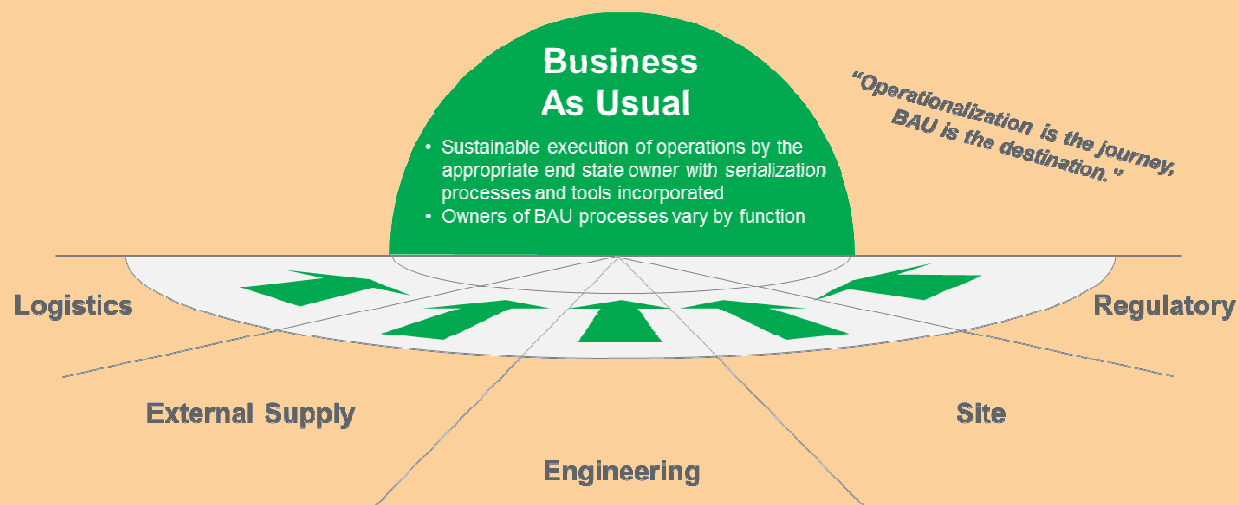 Business
As Usual
• Sustainable execution of operations by the
appropriate end state owner with serialization
processes and tools incorporated
• Owners of BAU processes vary by function
“Operationalization is the journey,
BAU is the destination.”
Logistics
Regulatory
External Supply
Site
Engineering